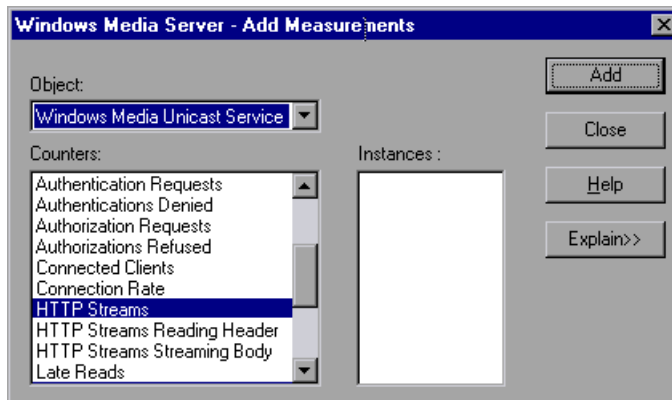 Windows Media Server - Add Measurements
Object:
Windows Media Unicast Service
Counters:
Authentication Requests
Authentications Denied
Authorization Requests
Authorizations Refused
Connected Clients
Connection Rate
HTTP Streams
HTTP Streams Reading Header
HTTP Streams Streaming Body
Late Reads
Instances :
Add
Close
Help
Explain>>